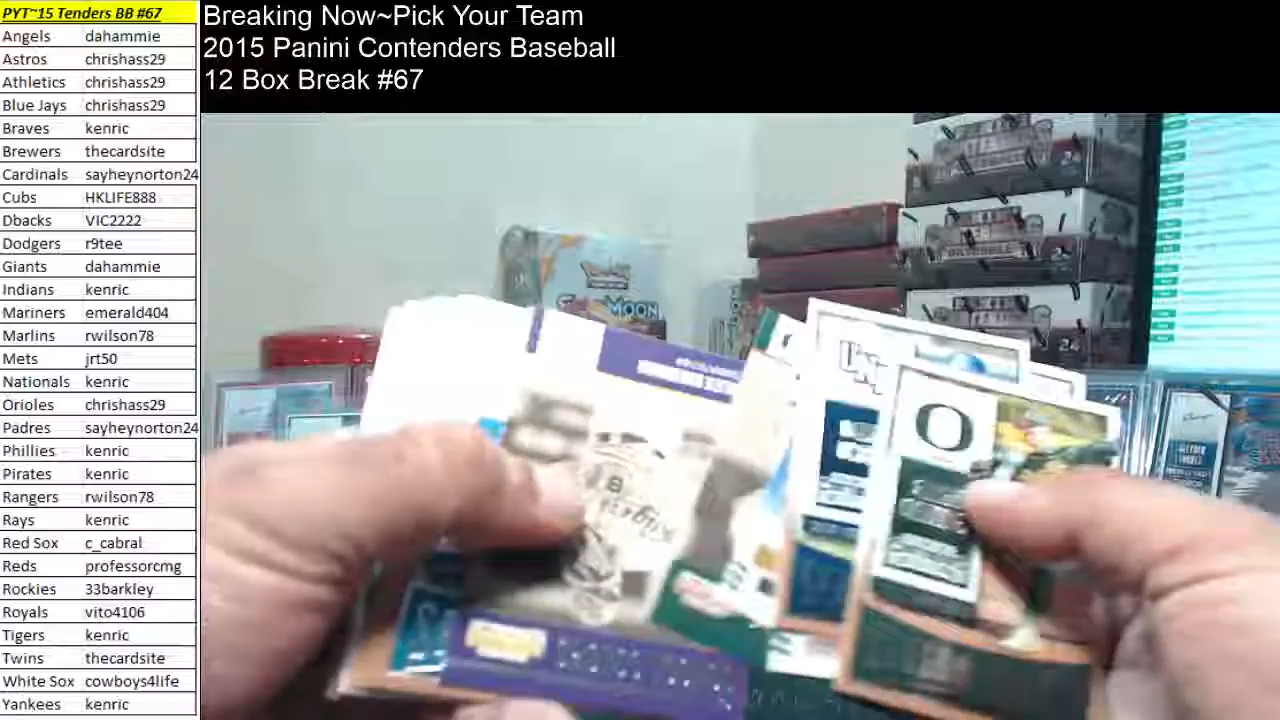 PYT~15 Tenders BB #67
Angels dahammie
Astros chrishass29
Athletics chrishass29
Blue Jays chrishass29
Braves kenric
Brewers thecardsite
Cardinals sayheynorton24
Cubs HKLIFE888
Dbacks VIC2222
Dodgers r9tee
Giants dahammie
Indians kenric
Mariners emerald404
Marlins rwilson78
Mets jrt50
Nationals kenric
Orioles chrishass29
Padres sayheynorton24
Phillies kenric
Pirates kenric
Rangers rwilson78
Rays kenric
Red Sox c_cabral
Reds professorcmg
Rockies 33barkley
Royals vito4106
Tigers kenric
Twins thecardsite
White Sox cowboys4life
Yankees kenric
Breaking Now~Pick Your Team
2015 Panini Contenders Baseball
12 Box Break #67
MOON
O